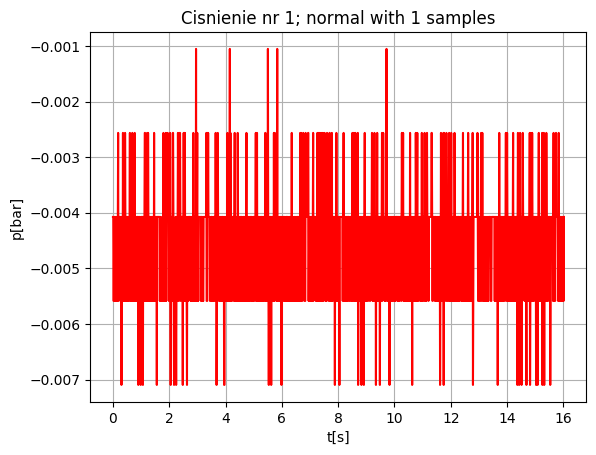 Cisnienie nr 1; normal with 1 samples
p[bar]
−0.001
−0.002
−0.003
−0.004
−0.005
−0.006
−0.007
0 2 4 6 8 10 12 14 16
t[s]